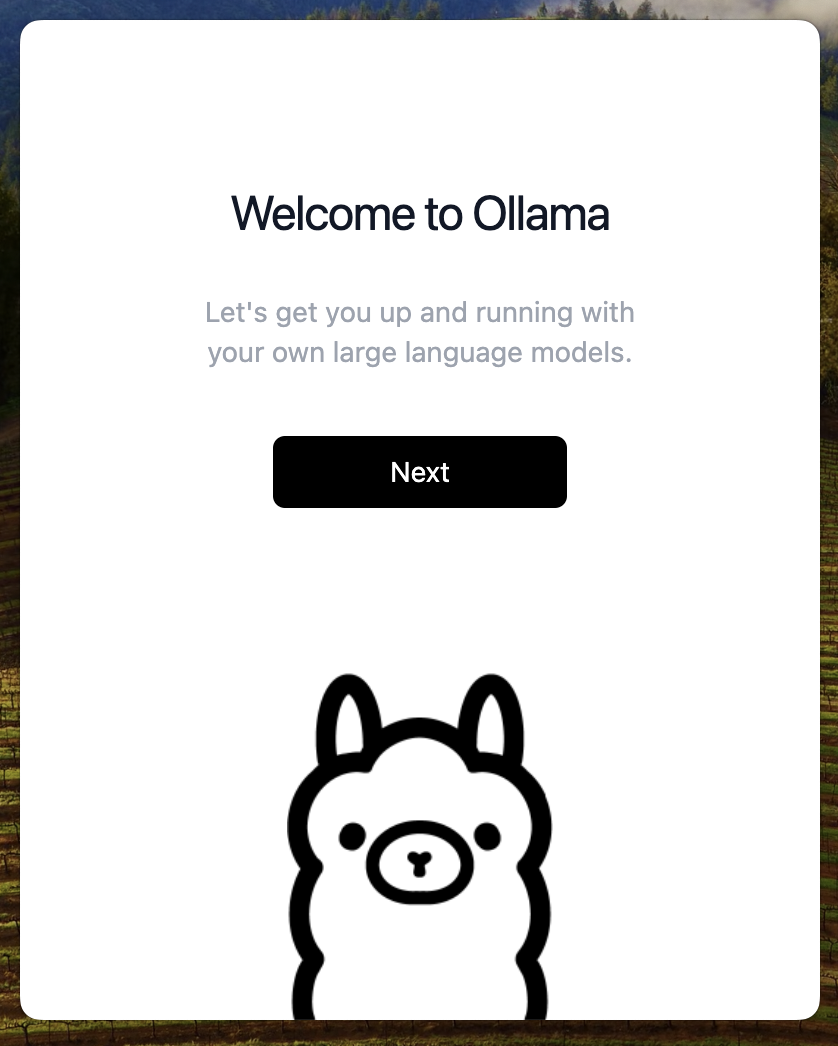 Welcome to Ollama
Let's get you up and running with
your own large language models.
Next